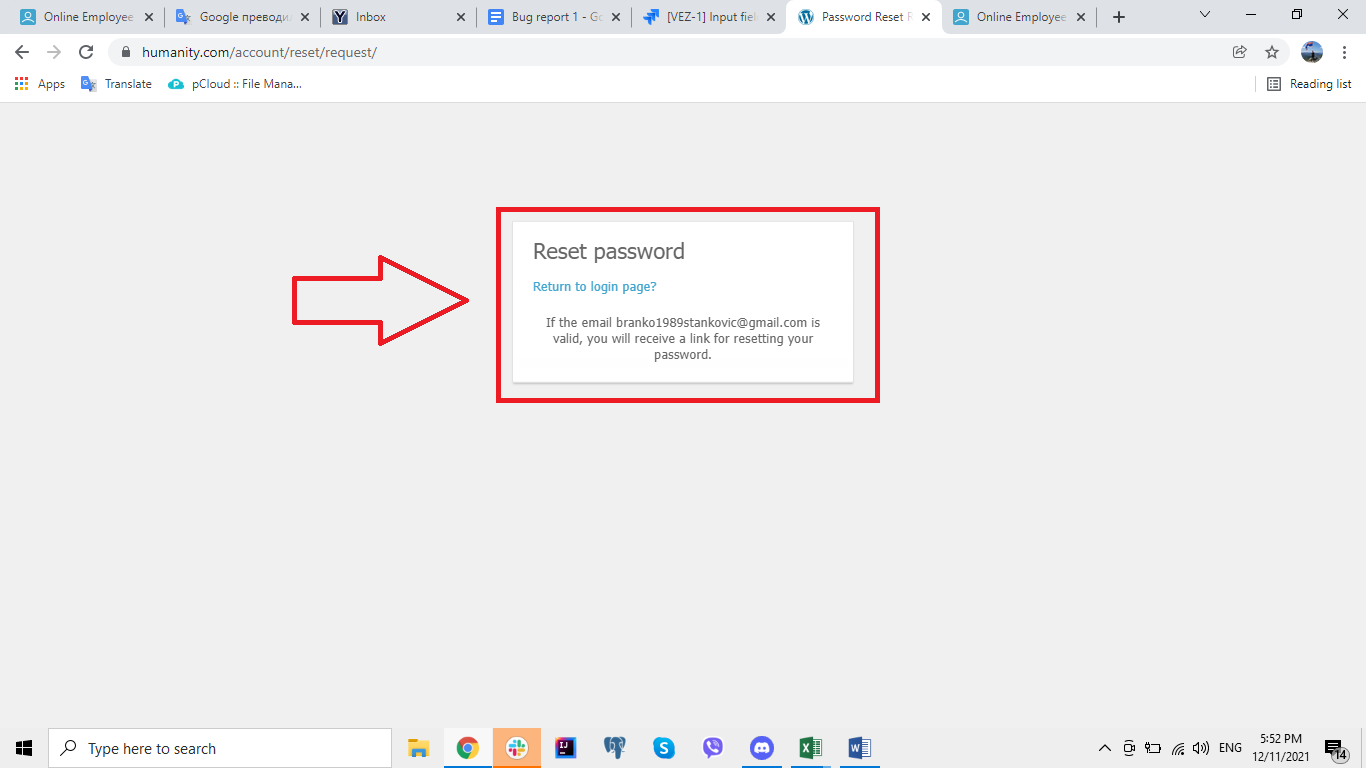 Online Employee
Google преводи
Inbox
Bug report 1 - Go
[VEZ-1] Input fiel
Password Reset R
Online Employee
humanity.com/account/reset/request/
Apps
Translate
pCloud :: File Mana...
Reading list
Reset password
Return to login page?
If the email branko1989stankovic@gmail.com is
valid, you will receive a link for resetting your
password.
Type here to search
ENG
5:52 PM
12/11/2021
14